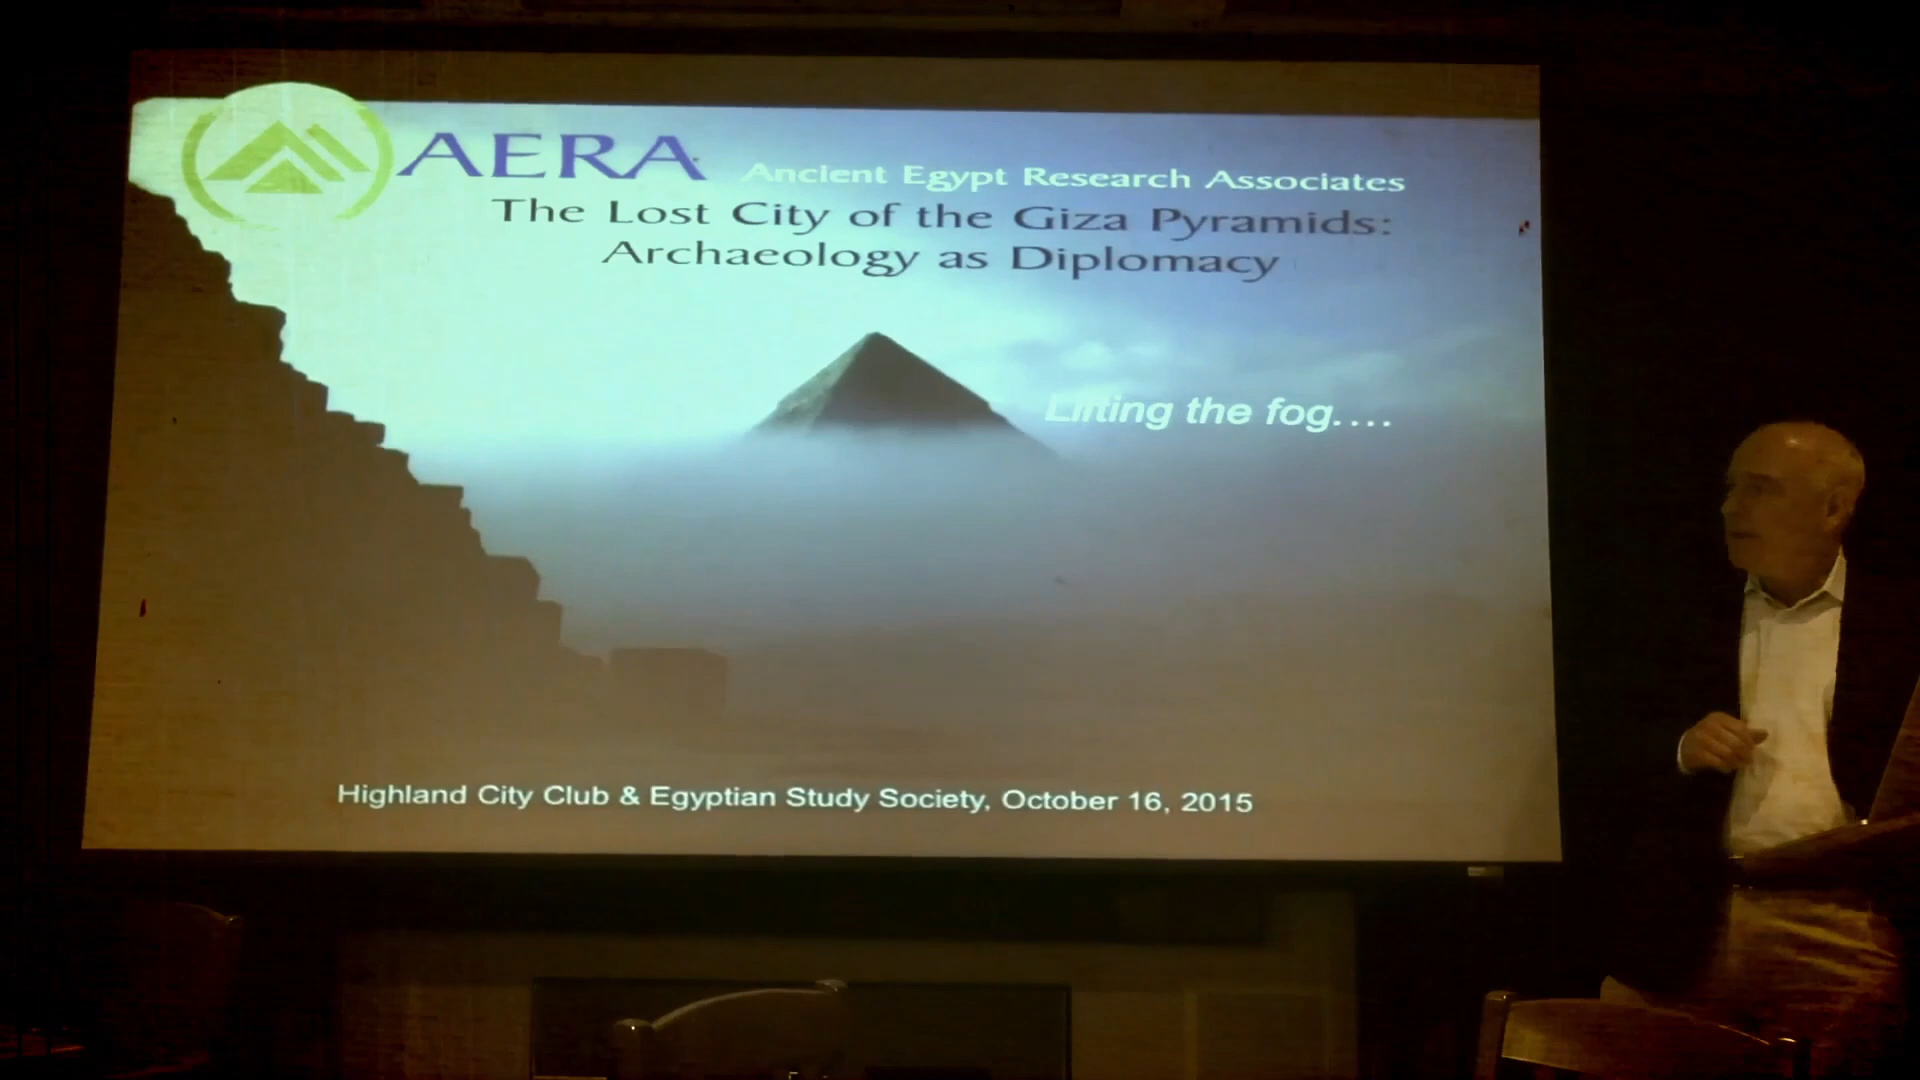 AERA Ancient Egypt Research Associates
The Lost City of the Giza Pyramids:
Archaeology as Diplomacy
Lifting the fog....
Highland City Club & Egyptian Study Society, October 16, 2015